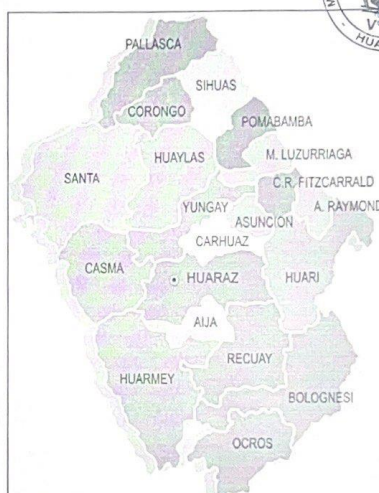 PALLASCA
SIHUAS
CORONGO
POMABAMBA
HUAYLAS
M. LUZURRIAGA
SANTA
C.R. FITZCARRALD
YUNGAY
A. RAYMOND
ASUNCION
CARHUAZ
CASMA
HUARAZ
HUARI
AIJA
RECUAY
HUARMEY
BOLOGNESI
OCROS